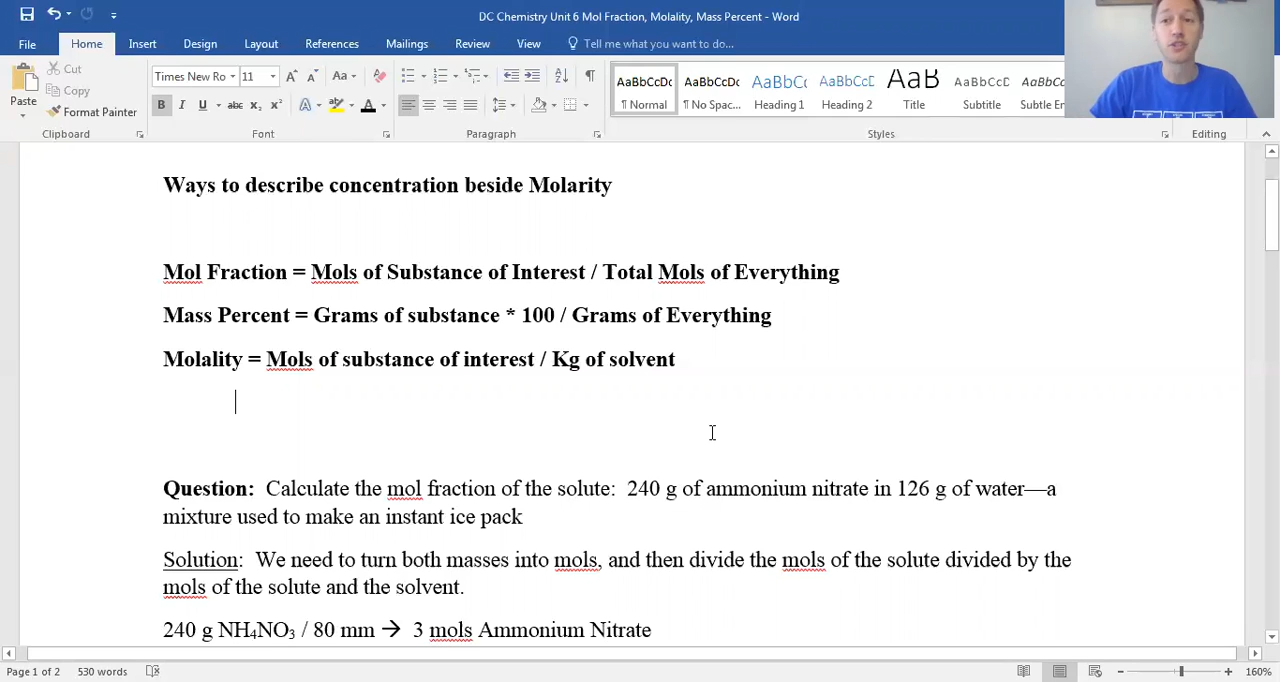 DC Chemistry Unit 6 Mol Fraction, Molality, Mass Percent - Word
File Home Insert Design Layout References Mailings Review View Tell me what you want to do...
Paste
Cut
Copy
Format Painter
Times New Ro 11
AaBbCcDc AaBbCcDc AaBbC AaBbCcE AaB AaBbCcD AaBbCc
¶ Normal ¶ No Spac... Heading 1 Heading 2 Title Subtitle Subtle En
Clipboard Font Paragraph Styles Editing
Ways to describe concentration beside Molarity
Mol Fraction = Mols of Substance of Interest / Total Mols of Everything
Mass Percent = Grams of substance * 100 / Grams of Everything
Molality = Mols of substance of interest / Kg of solvent
Question: Calculate the mol fraction of the solute: 240 g of ammonium nitrate in 126 g of water—a
mixture used to make an instant ice pack
Solution: We need to turn both masses into mols, and then divide the mols of the solute divided by the
mols of the solute and the solvent.
240 g NH₄NO₃ / 80 mm → 3 mols Ammonium Nitrate
Page 1 of 2 530 words 160%